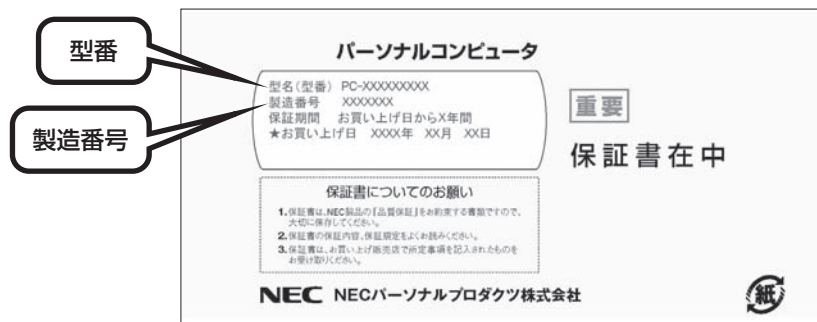 型番
製造番号
パーソナルコンピュータ
型名(型番) PC-XXXXXXXXX
製造番号 XXXXXXX
保証期間 お買い上げ日からX年間
★お買い上げ日 XXXX年 XX月 XX日
重要
保証書在中
保証書についてのお願い
1.保証書は、NEC製品の「品質保証」をお約束する書類ですので、
大切に保存してください。
2.保証書の保証内容、保証規定をよくお読みください。
3.保証書は、お買い上げ販売店で所定事項を記入されたものを
お受け取りください。
NEC NECパーソナルプロダクツ株式会社
紙